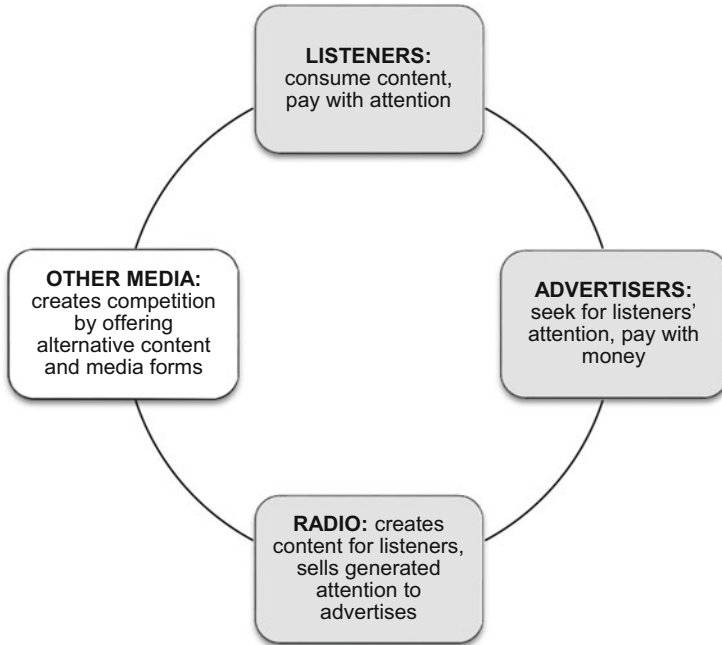 LISTENERS:
consume content,
pay with attention
OTHER MEDIA:
creates competition
by offering
alternative content
and media forms
ADVERTISERS:
seek for listeners’
attention, pay with
money
RADIO: creates
content for listeners,
sells generated
attention to
advertises